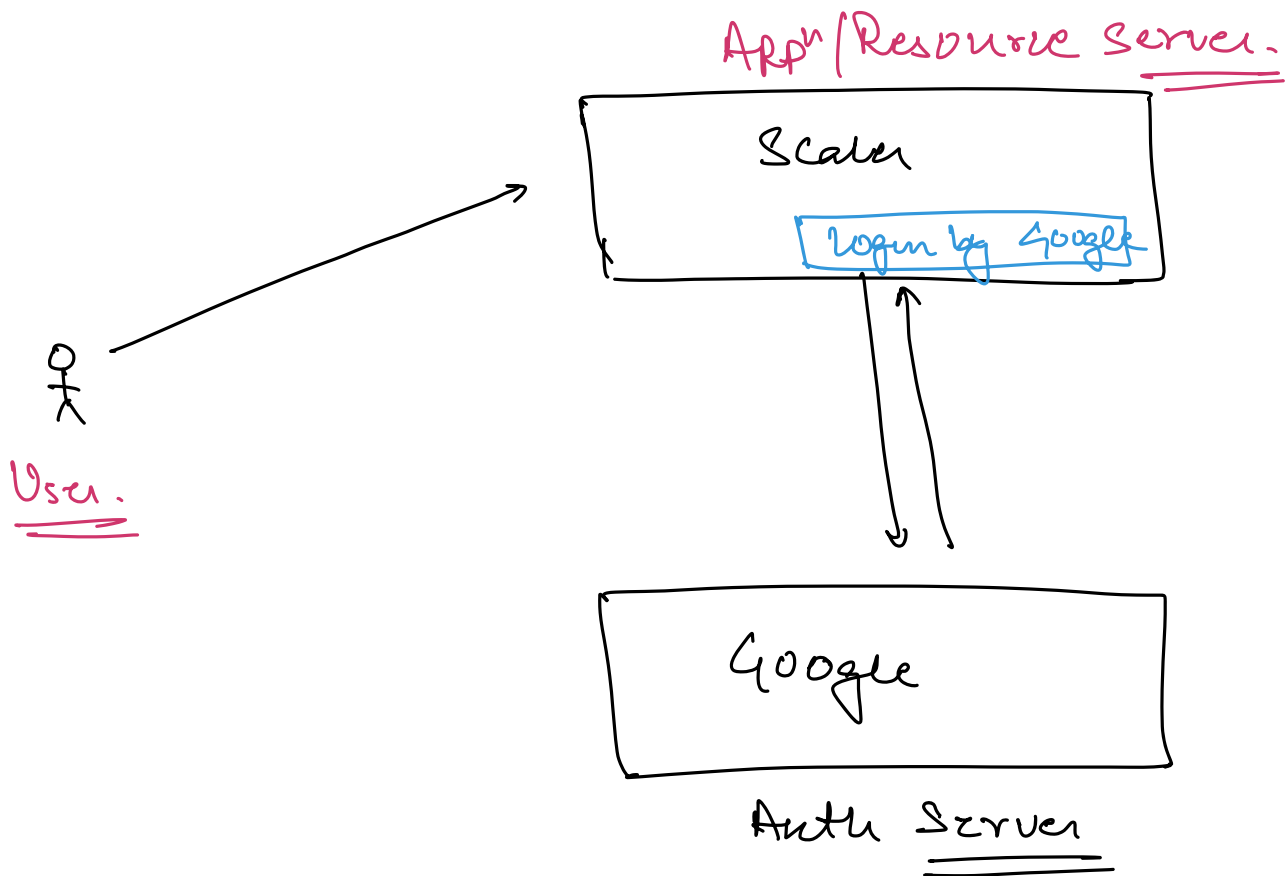 Appⁿ/Resource Server.
Scaler
Login by Google
User.
Google
Auth Server